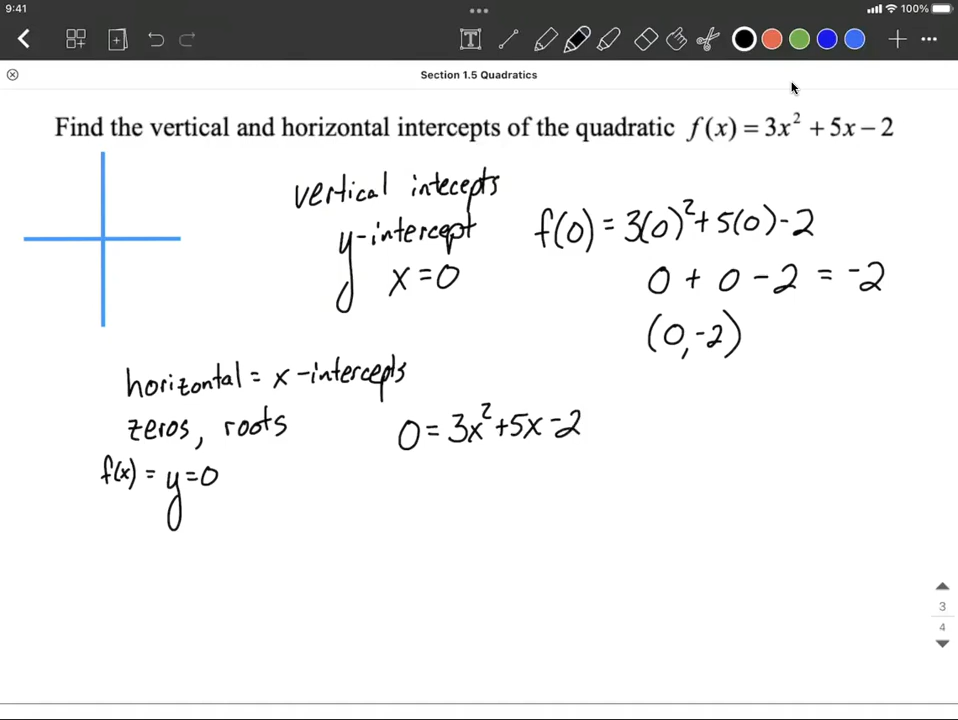 9:41
100%
Section 1.5 Quadratics
Find the vertical and horizontal intercepts of the quadratic f(x) = 3x² + 5x − 2
vertical intecepts
y-intercept
x = 0
f(0) = 3(0)² + 5(0) - 2
0 + 0 - 2 = -2
(0, -2)
horizontal = x-intercepts
zeros, roots
f(x) = y = 0
0 = 3x² + 5x - 2
3
4